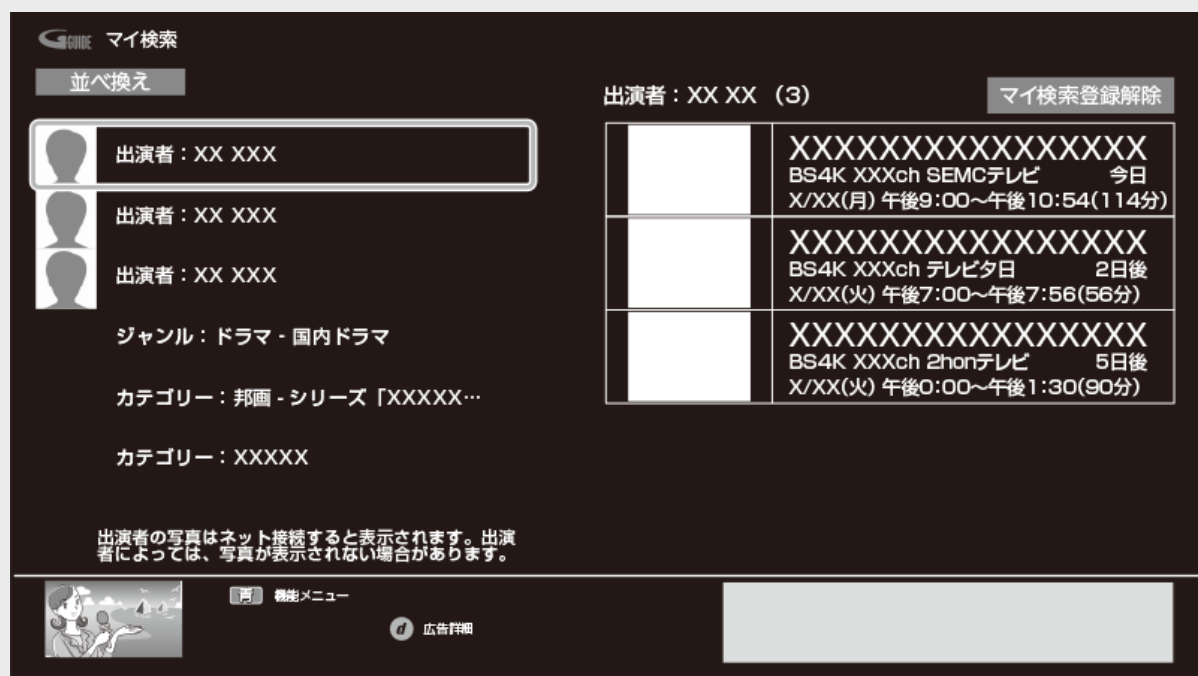 GGUIDE マイ検索
並べ換え
出演者：XX XXX
出演者：XX XXX
出演者：XX XXX
ジャンル：ドラマ - 国内ドラマ
カテゴリー：邦画 - シリーズ「XXXXX…
カテゴリー：XXXXX
出演者の写真はネット接続すると表示されます。出演
者によっては、写真が表示されない場合があります。
出演者：XX XX （3）
マイ検索登録解除
XXXXXXXXXXXXXXXX
BS4K XXXch SEMCテレビ 今日
X/XX(月) 午後9:00～午後10:54(114分)
XXXXXXXXXXXXXXXX
BS4K XXXch テレビ夕日 2日後
X/XX(火) 午後7:00～午後7:56(56分)
XXXXXXXXXXXXXXXX
BS4K XXXch 2honテレビ 5日後
X/XX(火) 午後0:00～午後1:30(90分)
青 機能メニュー
d 広告詳細